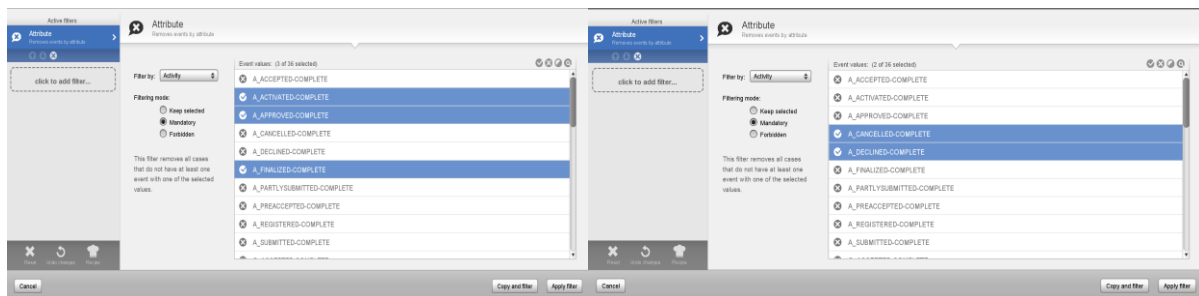 Active filters
Attribute
Removes events by attribute
click to add filter...
Reset
Undo changes
Recipe
Attribute
Removes events by attribute
Filter by:
Activity
Filtering mode:
Keep selected
Mandatory
Forbidden
This filter removes all cases
that do not have at least one
event with one of the selected
values.
Event values: (3 of 36 selected)
A_ACCEPTED-COMPLETE
A_ACTIVATED-COMPLETE
A_APPROVED-COMPLETE
A_CANCELLED-COMPLETE
A_DECLINED-COMPLETE
A_FINALIZED-COMPLETE
A_PARTLYSUBMITTED-COMPLETE
A_PREACCEPTED-COMPLETE
A_REGISTERED-COMPLETE
A_SUBMITTED-COMPLETE
Cancel
Copy and filter
Apply filter
Active filters
Attribute
Removes events by attribute
click to add filter...
Reset
Undo changes
Recipe
Attribute
Removes events by attribute
Filter by:
Activity
Filtering mode:
Keep selected
Mandatory
Forbidden
This filter removes all cases
that do not have at least one
event with one of the selected
values.
Event values: (2 of 36 selected)
A_ACCEPTED-COMPLETE
A_ACTIVATED-COMPLETE
A_APPROVED-COMPLETE
A_CANCELLED-COMPLETE
A_DECLINED-COMPLETE
A_FINALIZED-COMPLETE
A_PARTLYSUBMITTED-COMPLETE
A_PREACCEPTED-COMPLETE
A_REGISTERED-COMPLETE
A_SUBMITTED-COMPLETE
Cancel
Copy and filter
Apply filter